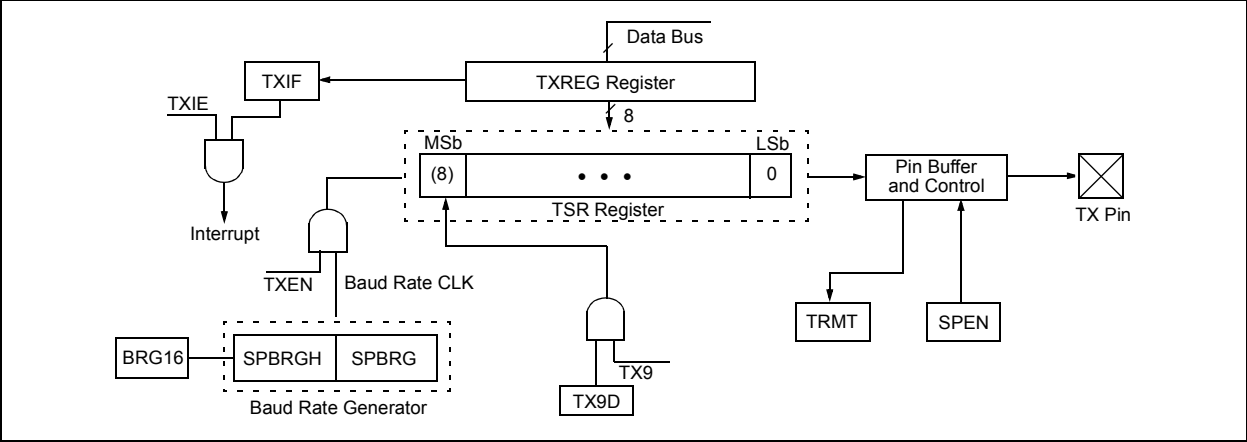 Data Bus
TXIF
TXREG Register
TXIE
8
MSb
LSb
(8)
• • •
0
Pin Buffer
and Control
TSR Register
TX Pin
Interrupt
TXEN
Baud Rate CLK
TRMT
SPEN
BRG16
SPBRGH
SPBRG
TX9
TX9D
Baud Rate Generator